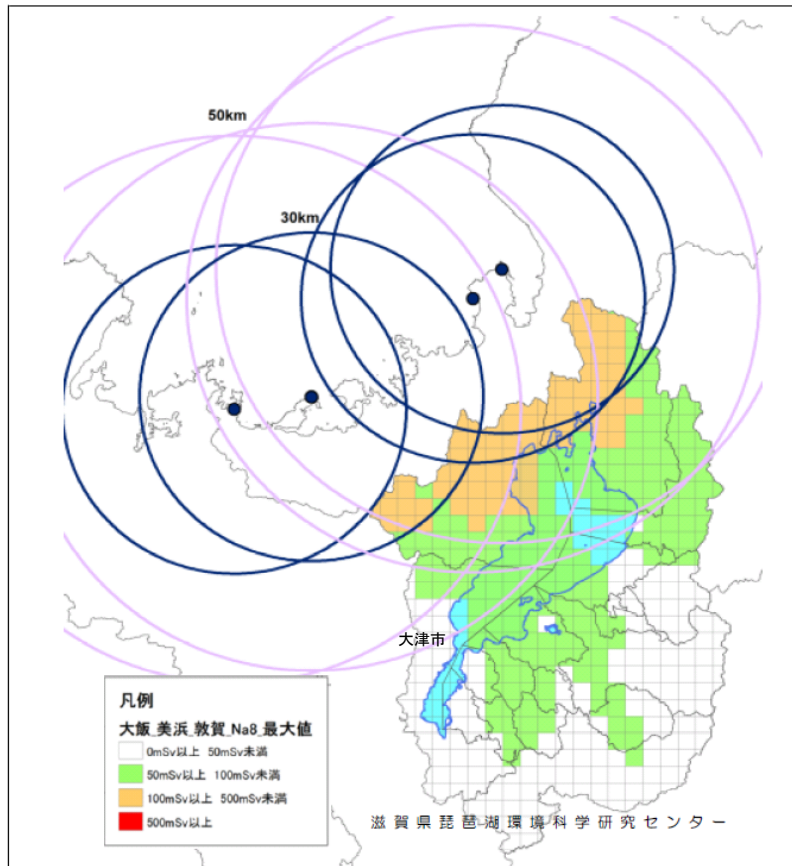 50km
30km
大津市
凡例
大飯_美浜_敦賀_Na8_最大値
0mSv以上 50mSv未満
50mSv以上 100mSv未満
100mSv以上 500mSv未満
500mSv以上
滋賀県琵琶湖環境科学研究センター